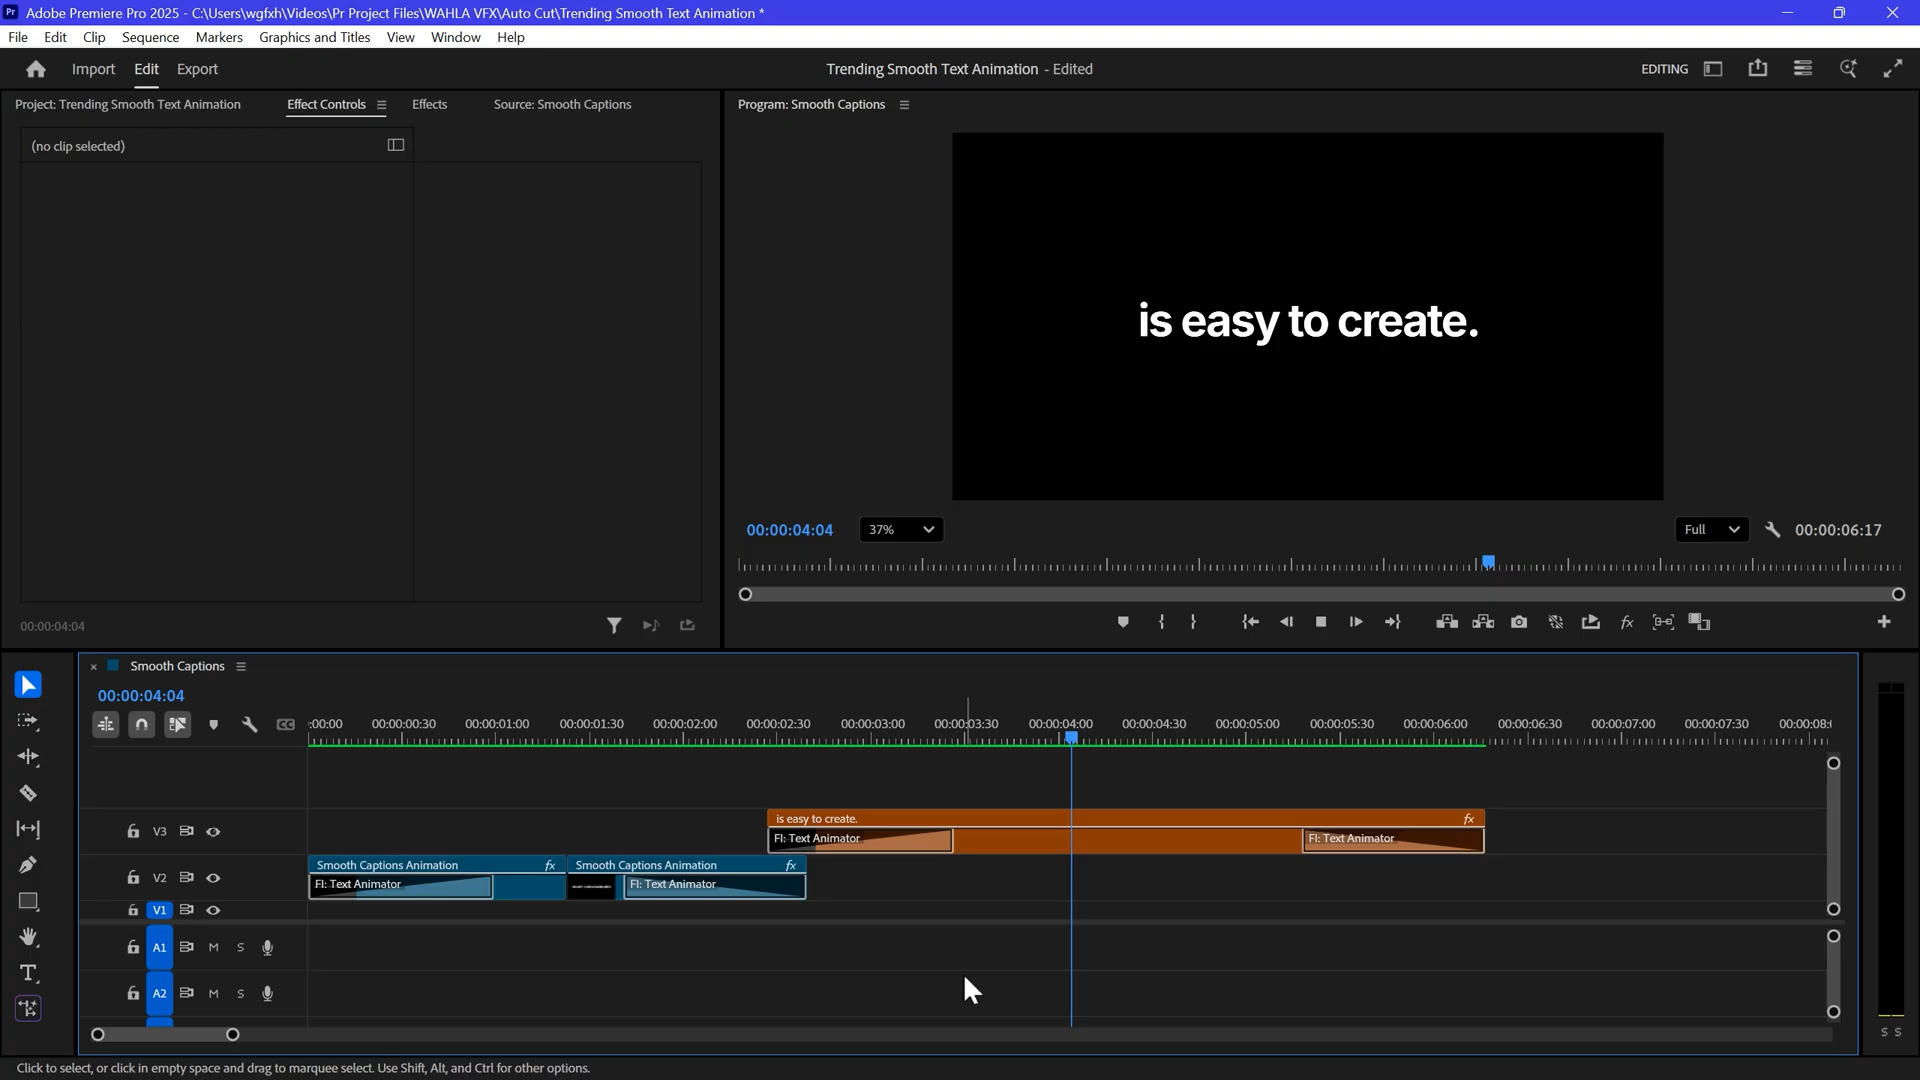 Pr Adobe Premiere Pro 2025 - C:\Users\wgfxh\Videos\Pr Project Files\WAHLA VFX\Auto Cut\Trending Smooth Text Animation *
File Edit Clip Sequence Markers Graphics and Titles View Window Help
Import Edit Export
Trending Smooth Text Animation - Edited
EDITING
Project: Trending Smooth Text Animation
Effect Controls
Effects
Source: Smooth Captions
Program: Smooth Captions
(no clip selected)
is easy to create.
00:00:04:04
37%
Full
00:00:06:17
00:00:04:04
fx
Smooth Captions
00:00:04:04
CC
:00:00 00:00:00:30 00:00:01:00 00:00:01:30 00:00:02:00 00:00:02:30 00:00:03:00 00:00:03:30 00:00:04:00 00:00:04:30 00:00:05:00 00:00:05:30 00:00:06:00 00:00:06:30 00:00:07:00 00:00:07:30 00:00:08:
is easy to create. fx
V3
FI: Text Animator
FI: Text Animator
Smooth Captions Animation fx
Smooth Captions Animation fx
V2
FI: Text Animator
FI: Text Animator
V1
A1 M S
A2 M S
T
S S
Click to select, or click in empty space and drag to marquee select. Use Shift, Alt, and Ctrl for other options.